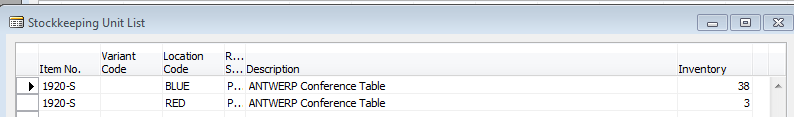 Stockkeeping Unit List
Variant Location R...
Item No. Code Code S... Description Inventory
1920-S BLUE P... ANTWERP Conference Table 38
1920-S RED P... ANTWERP Conference Table 3